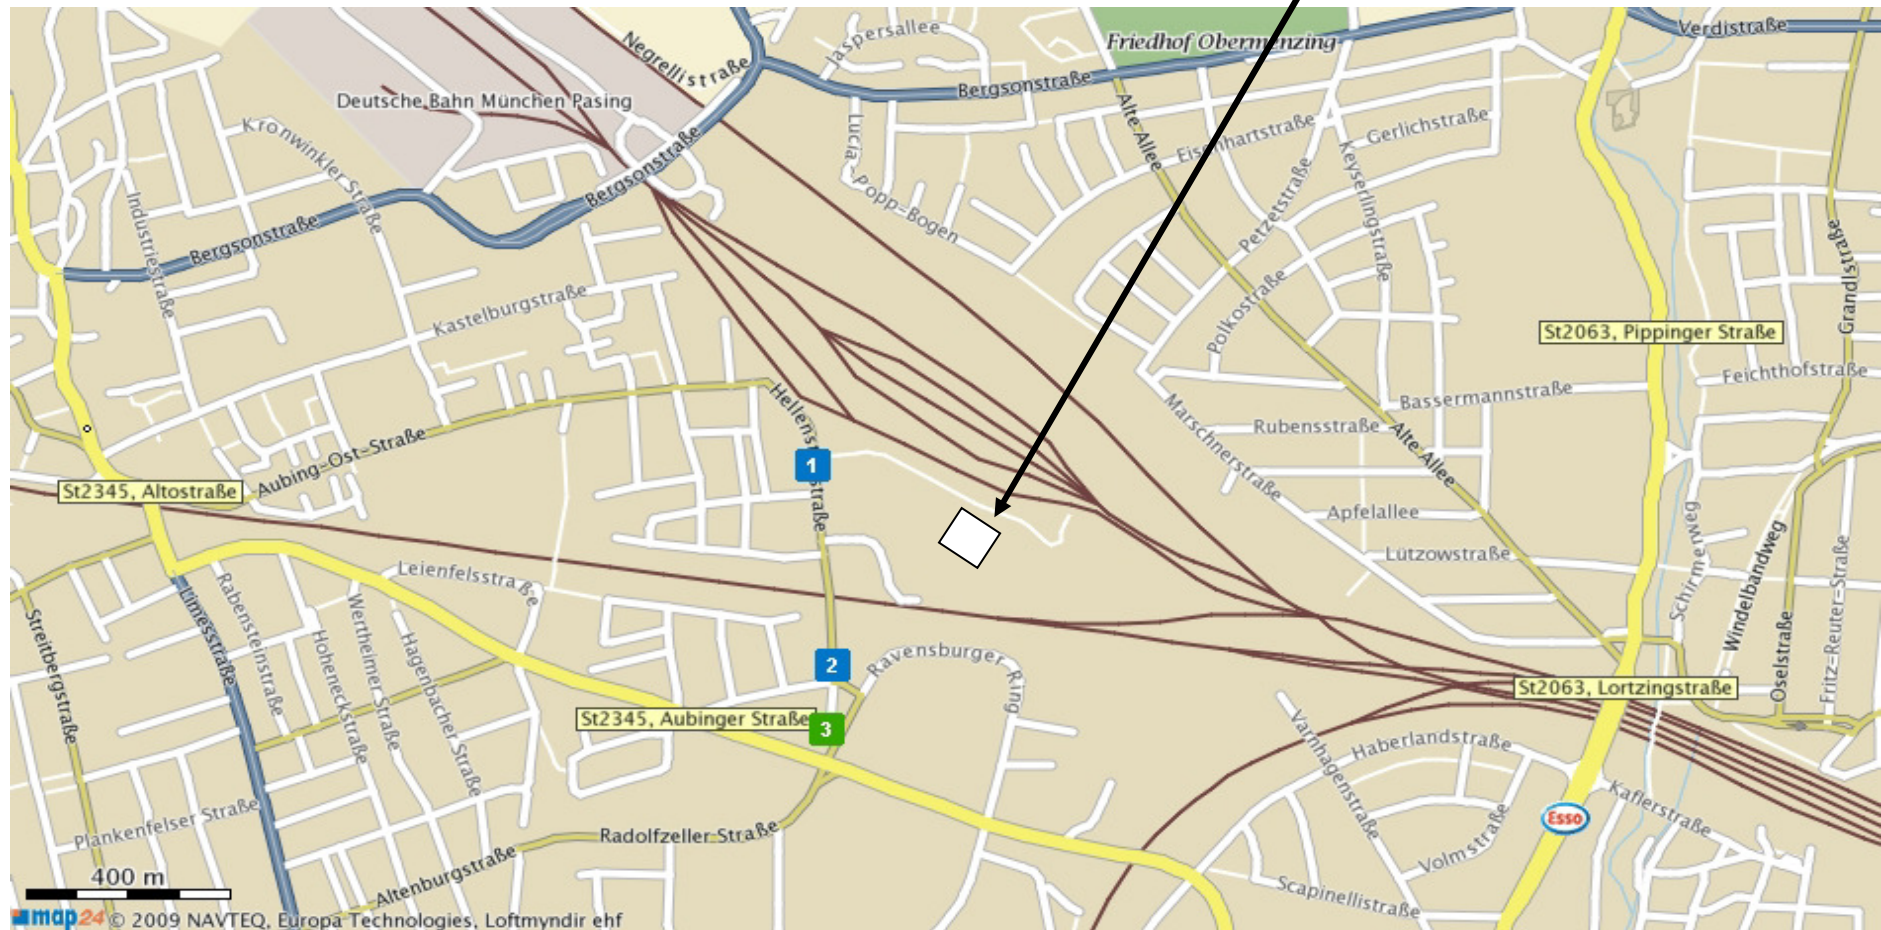 Verdistraße
Friedhof Obermenzing
Jaspersallee
Negrellistraße
Bergsonstraße
Deutsche Bahn München Pasing
Alte Allee
Kronwinkler Straße
Lucia-Popp-Bogen
Eisenhartstraße
Gerlichstraße
Keyserlingstraße
Bergsonstraße
Industriestraße
Bergsonstraße
Petzetstraße
Grandlstraße
Kastelburgstraße
Polkostraße
St2063, Pippinger Straße
Feichthofstraße
Bassermannstraße
Hellens
straße
Marschnerstraße
Rubensstraße
Alte Allee
Aubing-Ost-Straße
1
St2345, Altostraße
Apfelallee
Lützowstraße
Schirmerweg
Windelbandweg
Fritz-Reuter-Straße
Leienfelsstraße
Limesstraße
Rabensteinstraße
Wertheimer Straße
Streitbergstraße
Hoheneckstraße
Hagenbacher Straße
Oselstraße
2
Ravensburger Ring
St2063, Lortzingstraße
St2345, Aubinger Straße
3
Varnhagenstraße
Haberlandstraße
Kaflerstraße
Esso
Plankenfelser Straße
Radolfzeller Straße
Volmstraße
Altenburgstraße
Scapinellistraße
400 m
map24 © 2009 NAVTEQ, Europa Technologies, Loftmyndir ehf